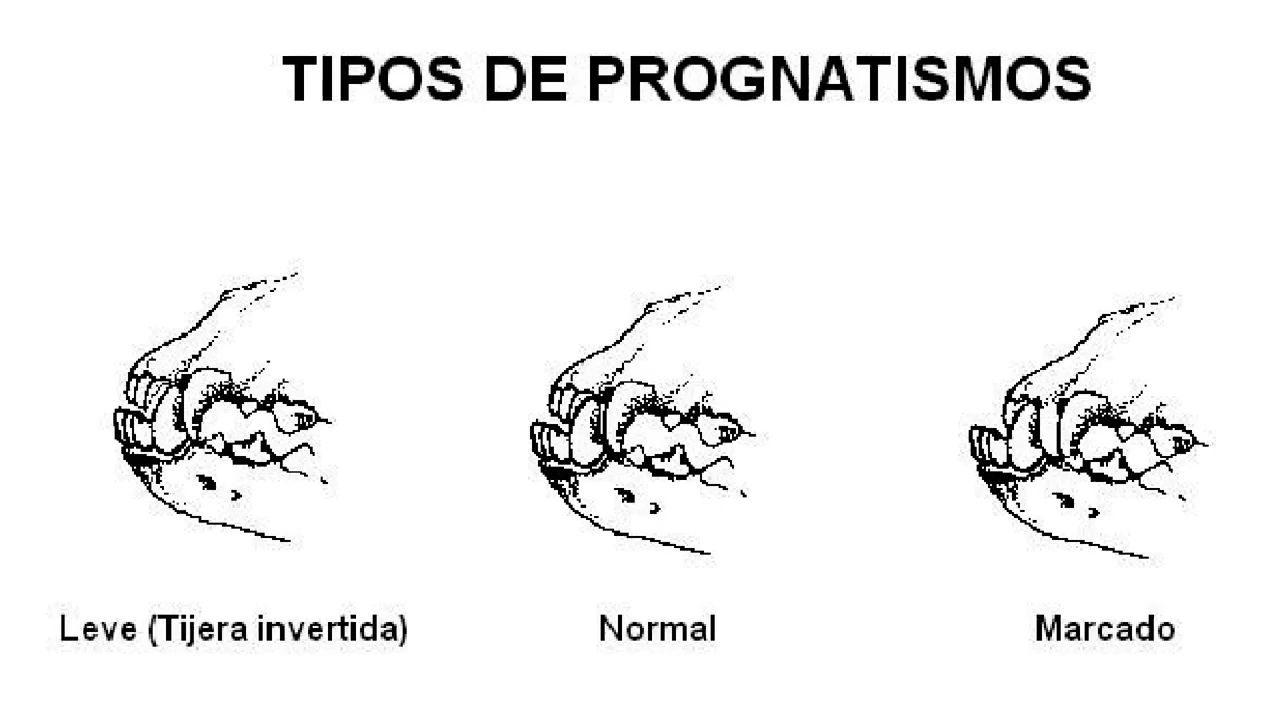 TIPOS DE PROGNATISMOS
Leve (Tijera invertida)
Normal
Marcado